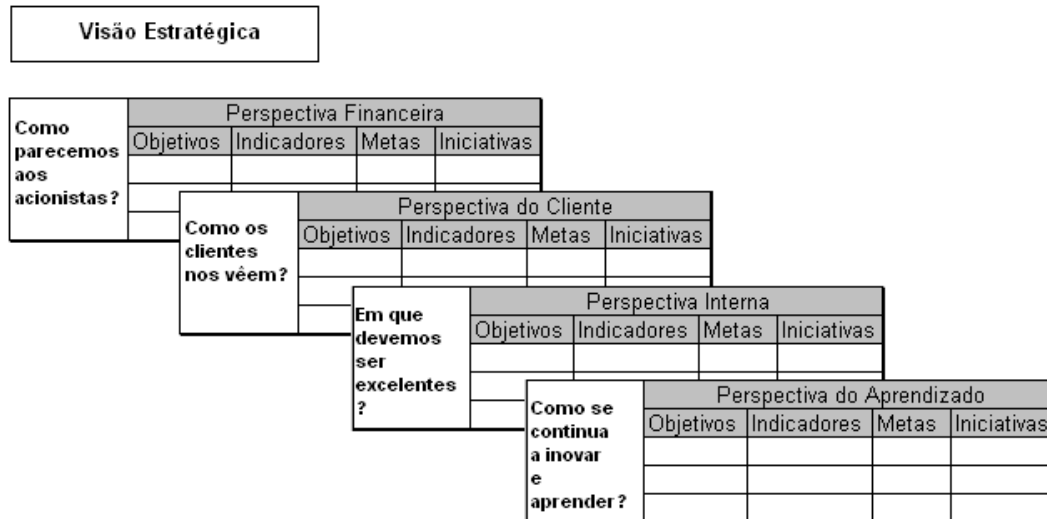 Visão Estratégica
Perspectiva Financeira
Como
parecemos
aos
acionistas?
Objetivos Indicadores Metas Iniciativas
Perspectiva do Cliente
Como os
clientes
nos vêem?
Objetivos Indicadores Metas Iniciativas
Perspectiva Interna
Em que
devemos
ser
excelentes
?
Objetivos Indicadores Metas Iniciativas
Perspectiva do Aprendizado
Como se
continua
a inovar
e
aprender?
Objetivos Indicadores Metas Iniciativas